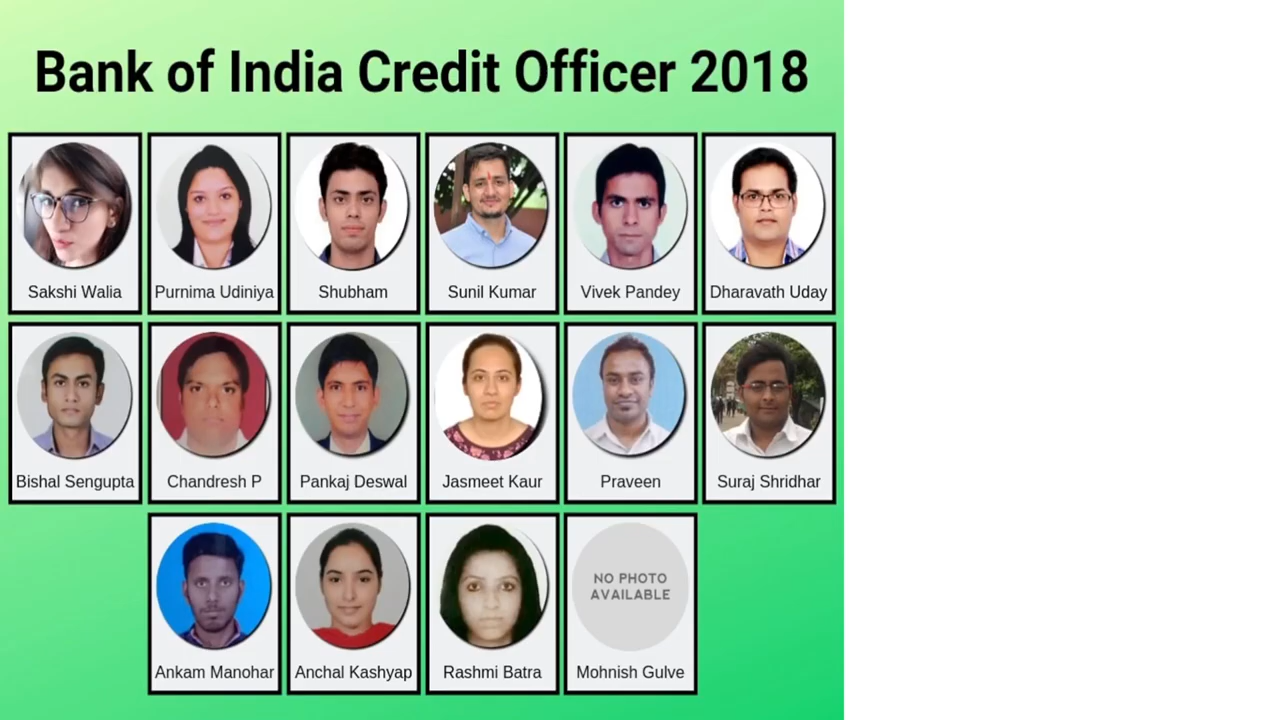 Bank of India Credit Officer 2018
Sakshi Walia
Purnima Udiniya
Shubham
Sunil Kumar
Vivek Pandey
Dharavath Uday
Bishal Sengupta
Chandresh P
Pankaj Deswal
Jasmeet Kaur
Praveen
Suraj Shridhar
Ankam Manohar
Anchal Kashyap
Rashmi Batra
NO PHOTO
AVAILABLE
Mohnish Gulve